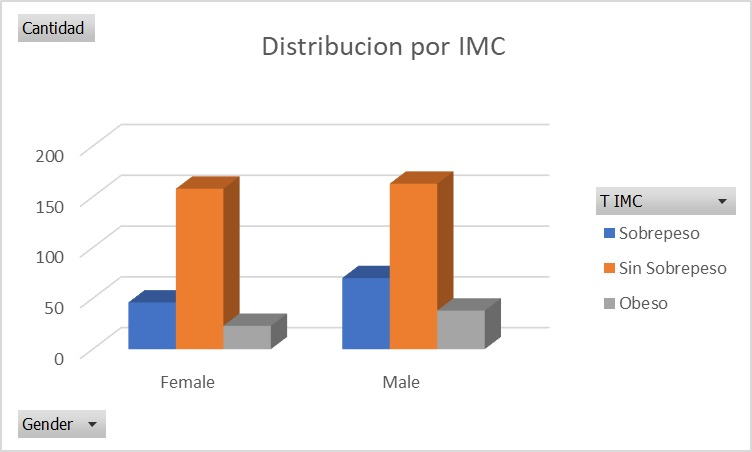 Cantidad
Distribucion por IMC
200
150
100
50
0
Female
Male
T IMC
Sobrepeso
Sin Sobrepeso
Obeso
Gender